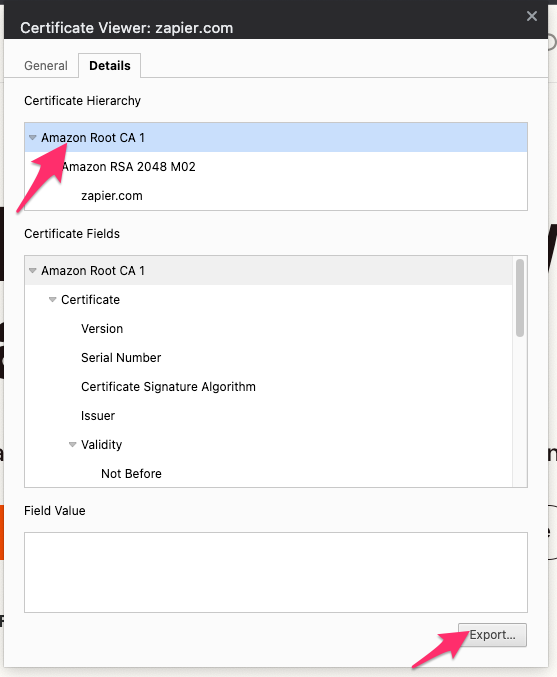 Certificate Viewer: zapier.com
General Details
Certificate Hierarchy
Amazon Root CA 1
Amazon RSA 2048 M02
zapier.com
Certificate Fields
Amazon Root CA 1
Certificate
Version
Serial Number
Certificate Signature Algorithm
Issuer
Validity
Not Before
Field Value
Export...